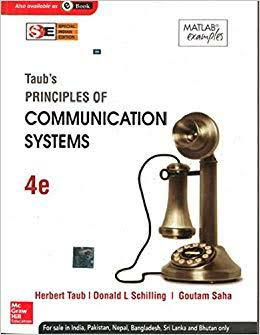 Also available as: e Book
SIE SPECIAL INDIAN EDITION
MATLAB examples
Taub's
PRINCIPLES OF
COMMUNICATION
SYSTEMS
4e
Mc
Graw
Hill
Education
Herbert Taub | Donald L Schilling | Goutam Saha
For sale in India, Pakistan, Nepal, Bangladesh, Sri Lanka and Bhutan only